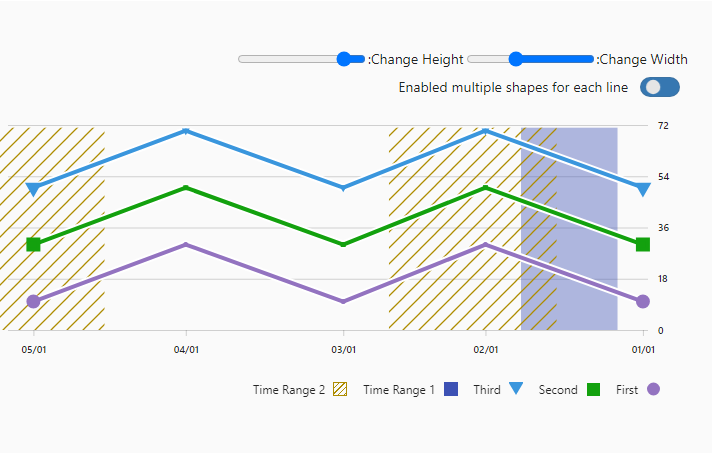 :Change Height :Change Width
Enabled multiple shapes for each line
72
54
36
18
0
05/01 04/01 03/01 02/01 01/01
Time Range 2 Time Range 1 Third Second First